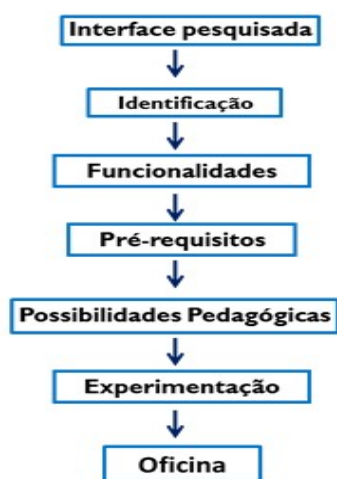 Interface pesquisada
Identificação
Funcionalidades
Pré-requisitos
Possibilidades Pedagógicas
Experimentação
Oficina